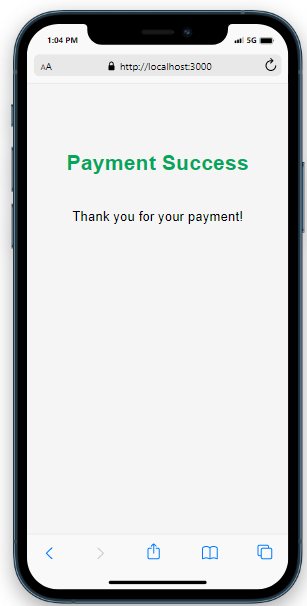 1:04 PM
5G
AA
http://localhost:3000
Payment Success
Thank you for your payment!